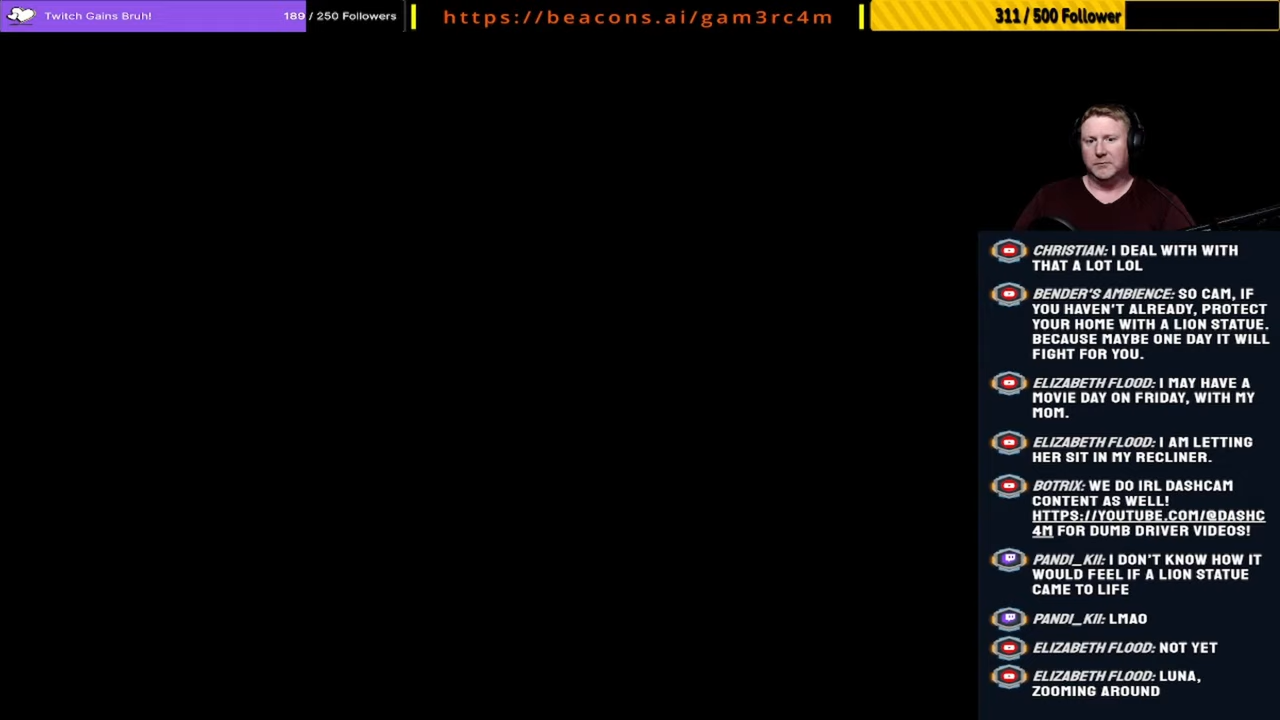 Twitch Gains Bruh! 189 / 250 Followers
https://beacons.ai/gam3rc4m
311 / 500 Follower
CHRISTIAN: I DEAL WITH WITH
THAT A LOT LOL
BENDER'S AMBIENCE: SO CAM, IF
YOU HAVEN'T ALREADY, PROTECT
YOUR HOME WITH A LION STATUE.
BECAUSE MAYBE ONE DAY IT WILL
FIGHT FOR YOU.
ELIZABETH FLOOD: I MAY HAVE A
MOVIE DAY ON FRIDAY, WITH MY
MOM.
ELIZABETH FLOOD: I AM LETTING
HER SIT IN MY RECLINER.
BOTRIX: WE DO IRL DASHCAM
CONTENT AS WELL!
HTTPS://YOUTUBE.COM/@DASHC
4M FOR DUMB DRIVER VIDEOS!
PANDI_KII: I DON'T KNOW HOW IT
WOULD FEEL IF A LION STATUE
CAME TO LIFE
PANDI_KII: LMAO
ELIZABETH FLOOD: NOT YET
ELIZABETH FLOOD: LUNA,
ZOOMING AROUND